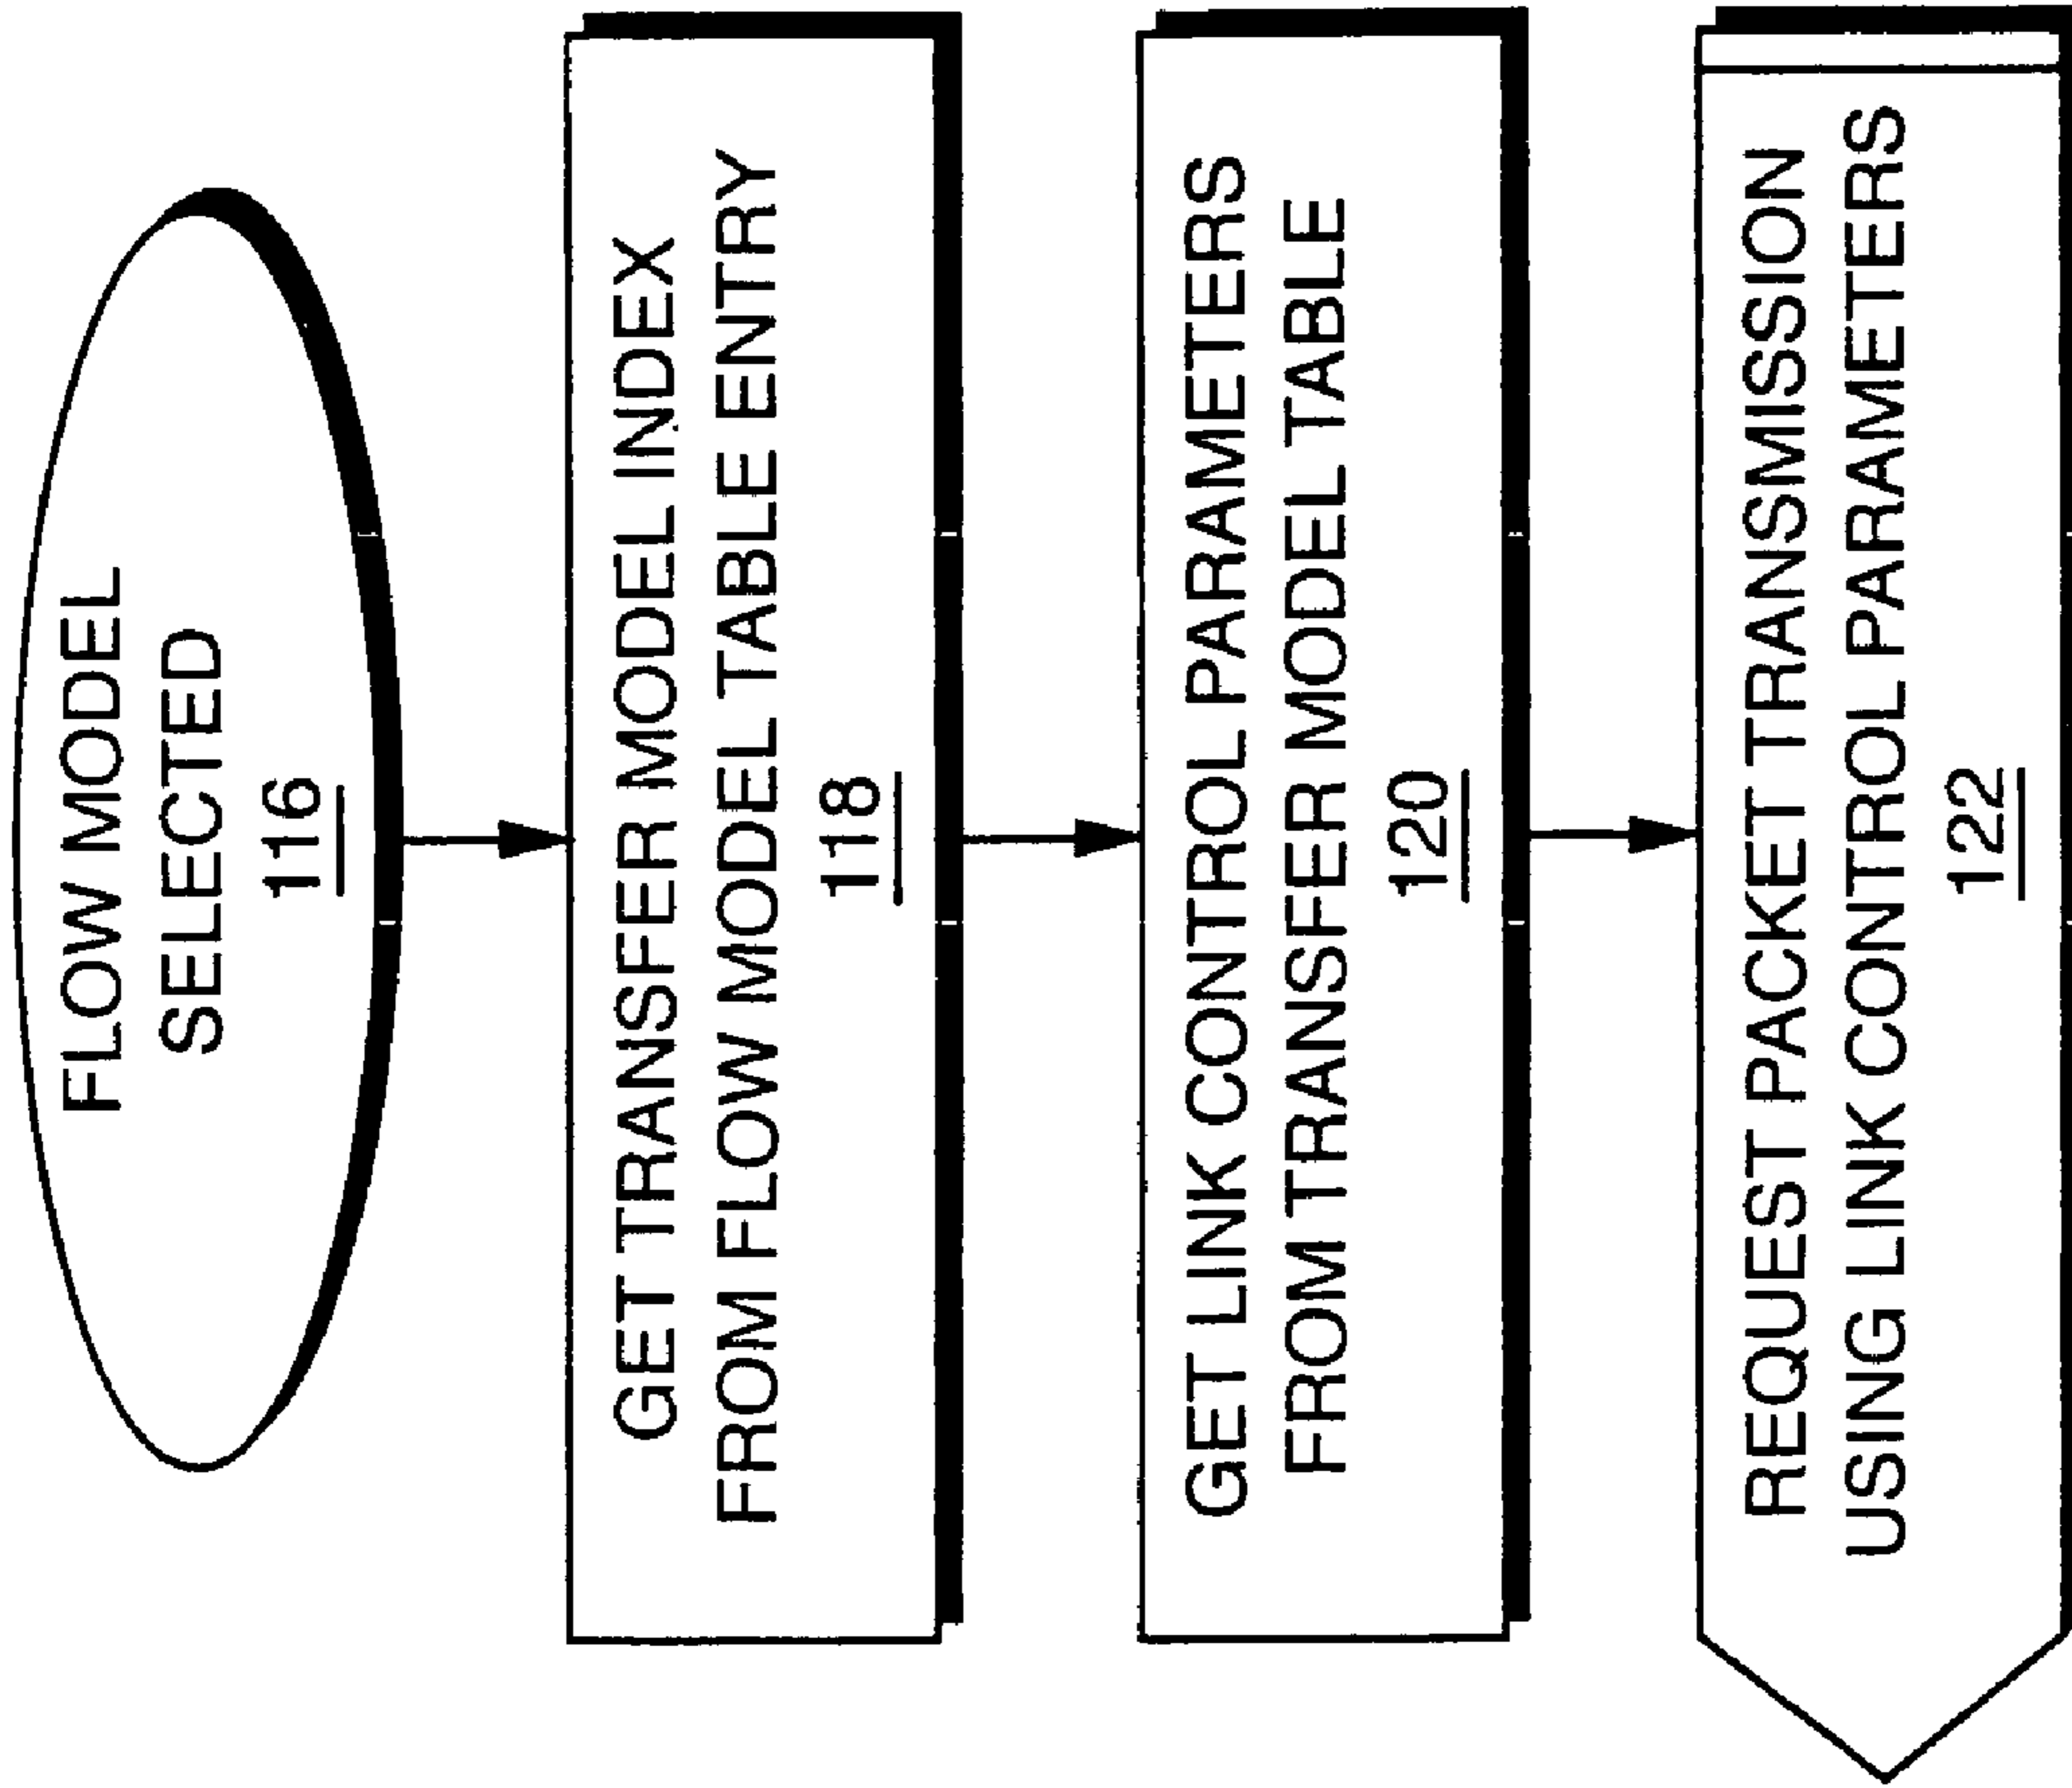 FLOW MODEL
SELECTED
116
GET TRANSFER MODEL INDEX
FROM FLOW MODEL TABLE ENTRY
118
GET LINK CONTROL PARAMETERS
FROM TRANSFER MODEL TABLE
120
REQUEST PACKET TRANSMISSION
USING LINK CONTROL PARAMETERS
122